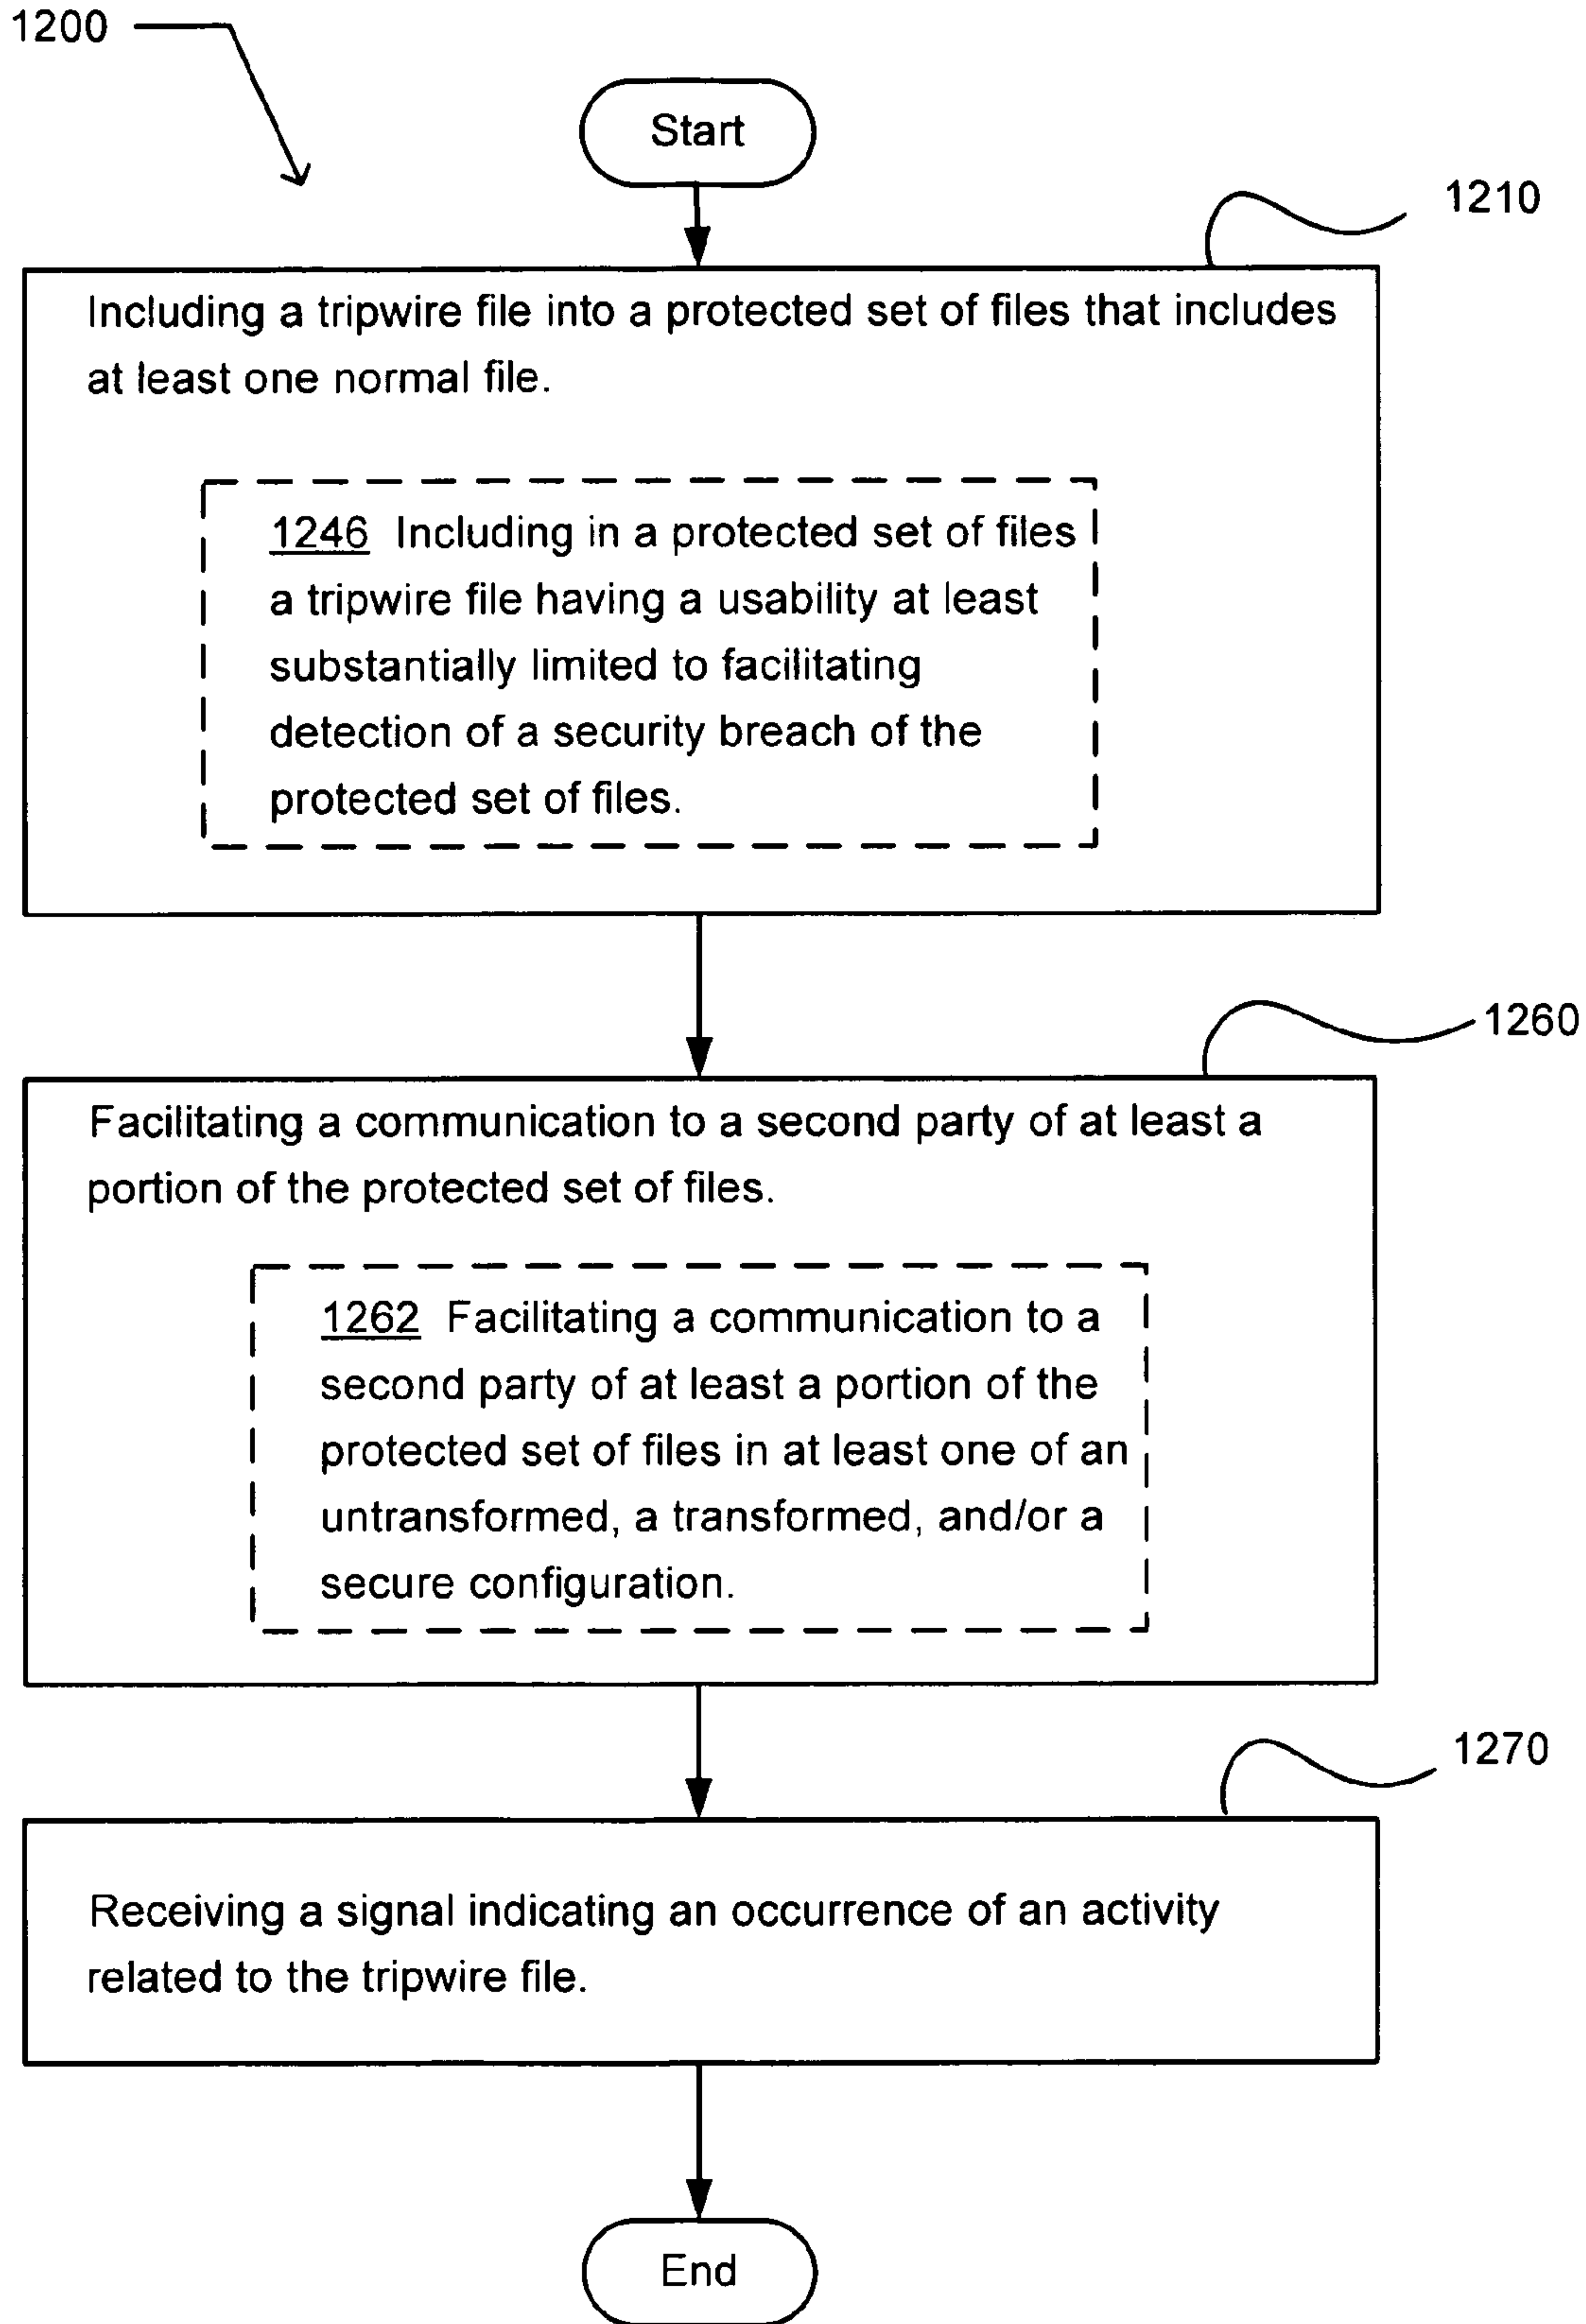 1200
Start
1210
Including a tripwire file into a protected set of files that includes
at least one normal file.
1246 Including in a protected set of files
a tripwire file having a usability at least
substantially limited to facilitating
detection of a security breach of the
protected set of files.
1260
Facilitating a communication to a second party of at least a
portion of the protected set of files.
1262 Facilitating a communication to a
second party of at least a portion of the
protected set of files in at least one of an
untransformed, a transformed, and/or a
secure configuration.
1270
Receiving a signal indicating an occurrence of an activity
related to the tripwire file.
End